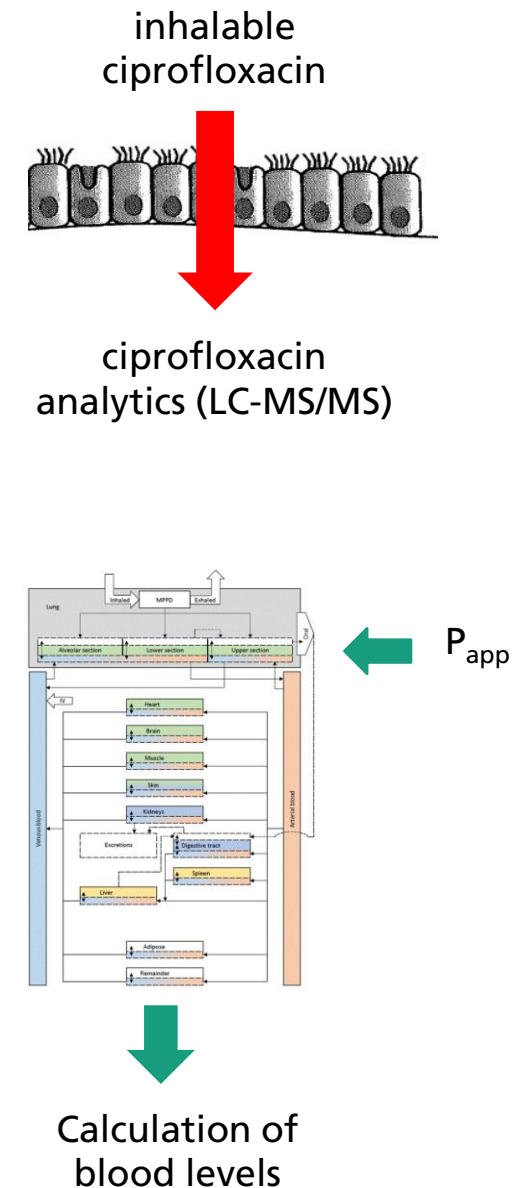 inhalable
ciprofloxacin
ciprofloxacin
analytics (LC-MS/MS)
Inhaled
MPPD
Exhaled
Lung
Oral
Alveolar section
Lower section
Upper section
P_app
IV
Heart
Brain
Muscle
Skin
Kidneys
Venous blood
Arterial blood
Excretions
Digestive tract
Spleen
Liver
Adipose
Remainder
Calculation of
blood levels